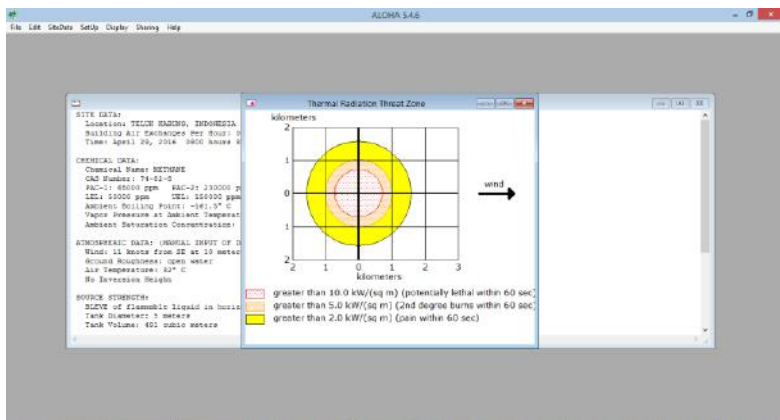 ALOHA 5.4.6
File Edit SiteData SetUp Display Sharing Help
Thermal Radiation Threat Zone
SITE DATA:
Location: TELUK INDONESIA
Building Air Exchanges Per Hour:
Time: April 2016 0800 hours
CHEMICAL DATA:
Chemical Name: METHANE
CAS Number: 74-82-8
PAC-1: 65000 ppm PAC-2: 230000
LEL: 50000 ppm UEL: 150000 ppm
Ambient Boiling Point: -161.5° C
Vapor Pressure at Ambient Temperat
Ambient Saturation Concentration:
ATMOSPHERIC DATA: (MANUAL INPUT OF D
Wind: 11 knots from SE at 10 meter
Ground Roughness: open water
Air Temperature: 32° C
No Inversion Height
SOURCE STRENGTH:
BLEVE of flammable liquid in horiz
Tank Diameter: 5 meters
Tank Volume: 491 cubic meters
kilometers
2
1
0
1
2
2 1 0 1 2 3
kilometers
wind
greater than 10.0 kW/(sq m) (potentially lethal within 60 sec)
greater than 5.0 kW/(sq m) (2nd degree burns within 60 sec)
greater than 2.0 kW/(sq m) (pain within 60 sec)